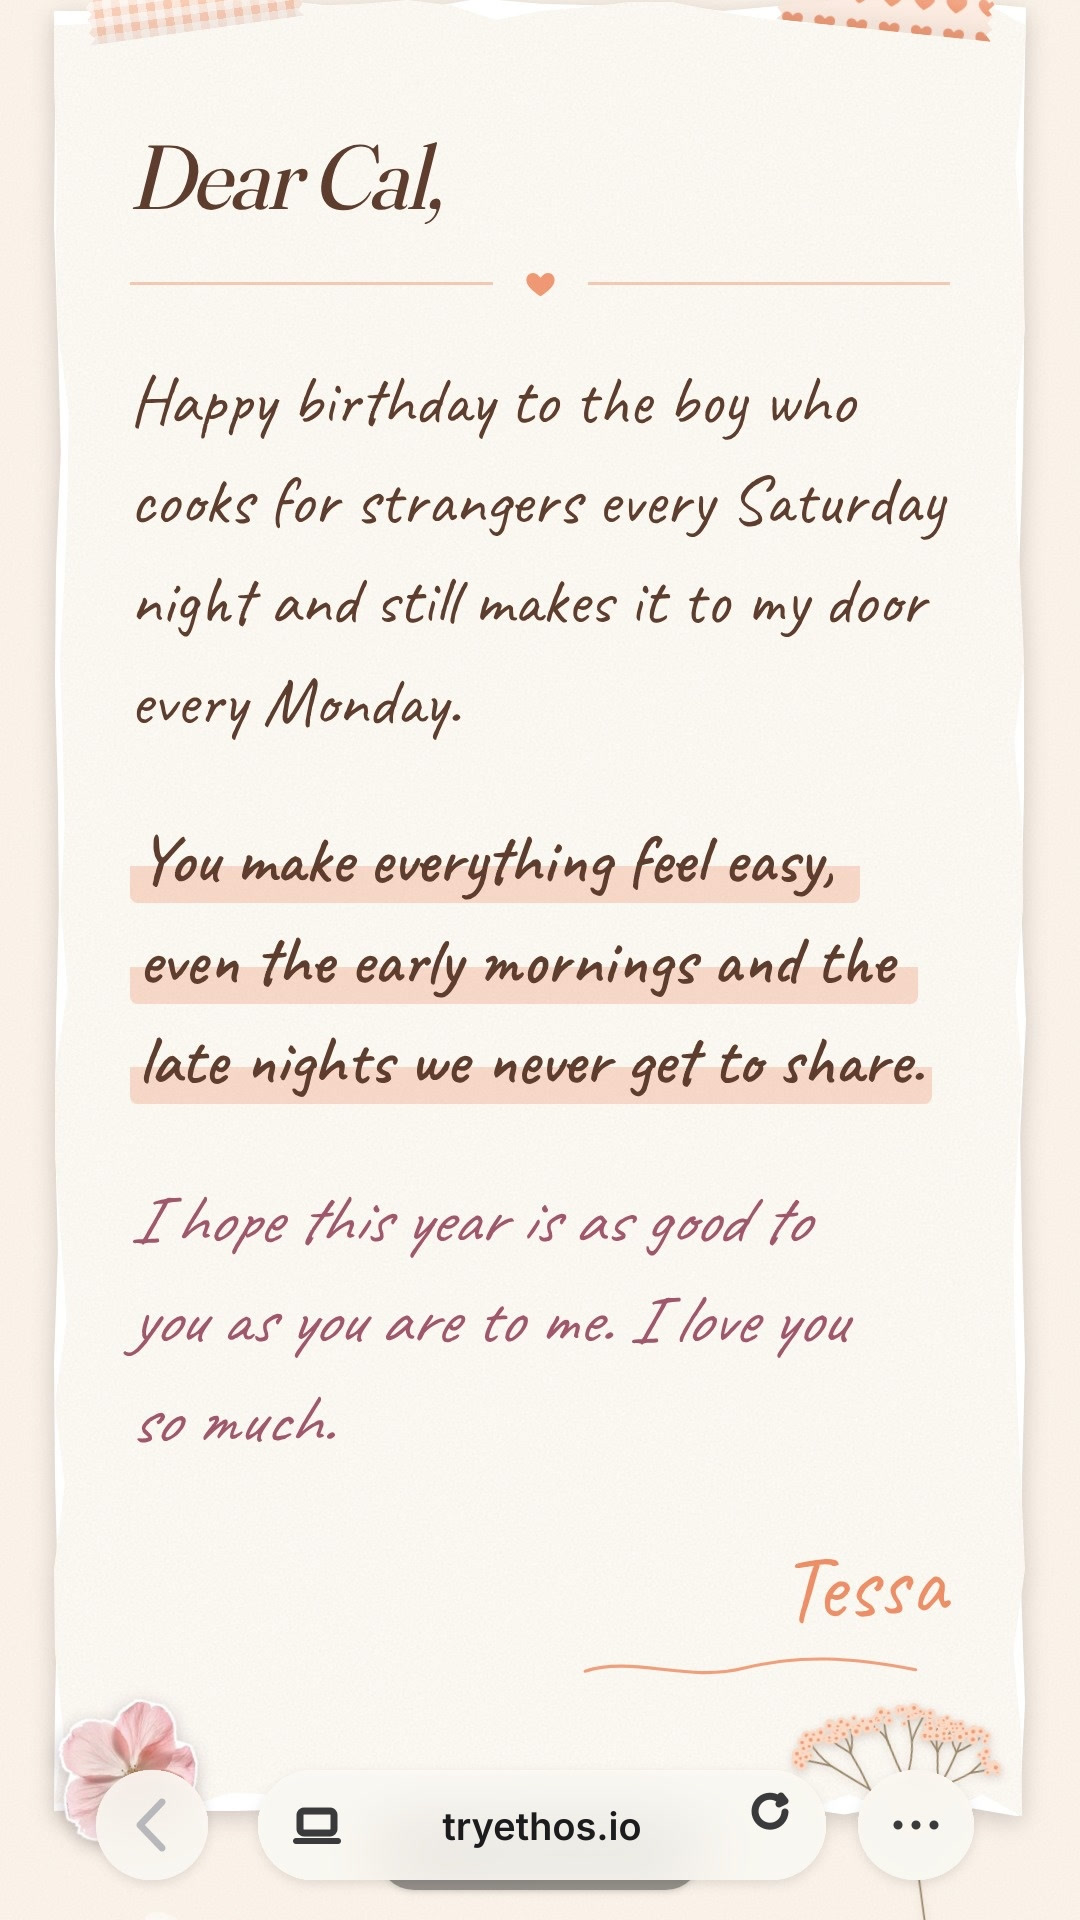 Dear Cal,
Happy birthday to the boy who
cooks for strangers every Saturday
night and still makes it to my door
every Monday.
You make everything feel easy,
even the early mornings and the
late nights we never get to share.
I hope this year is as good to
you as you are to me. I love you
so much.
Tessa
tryethos.io